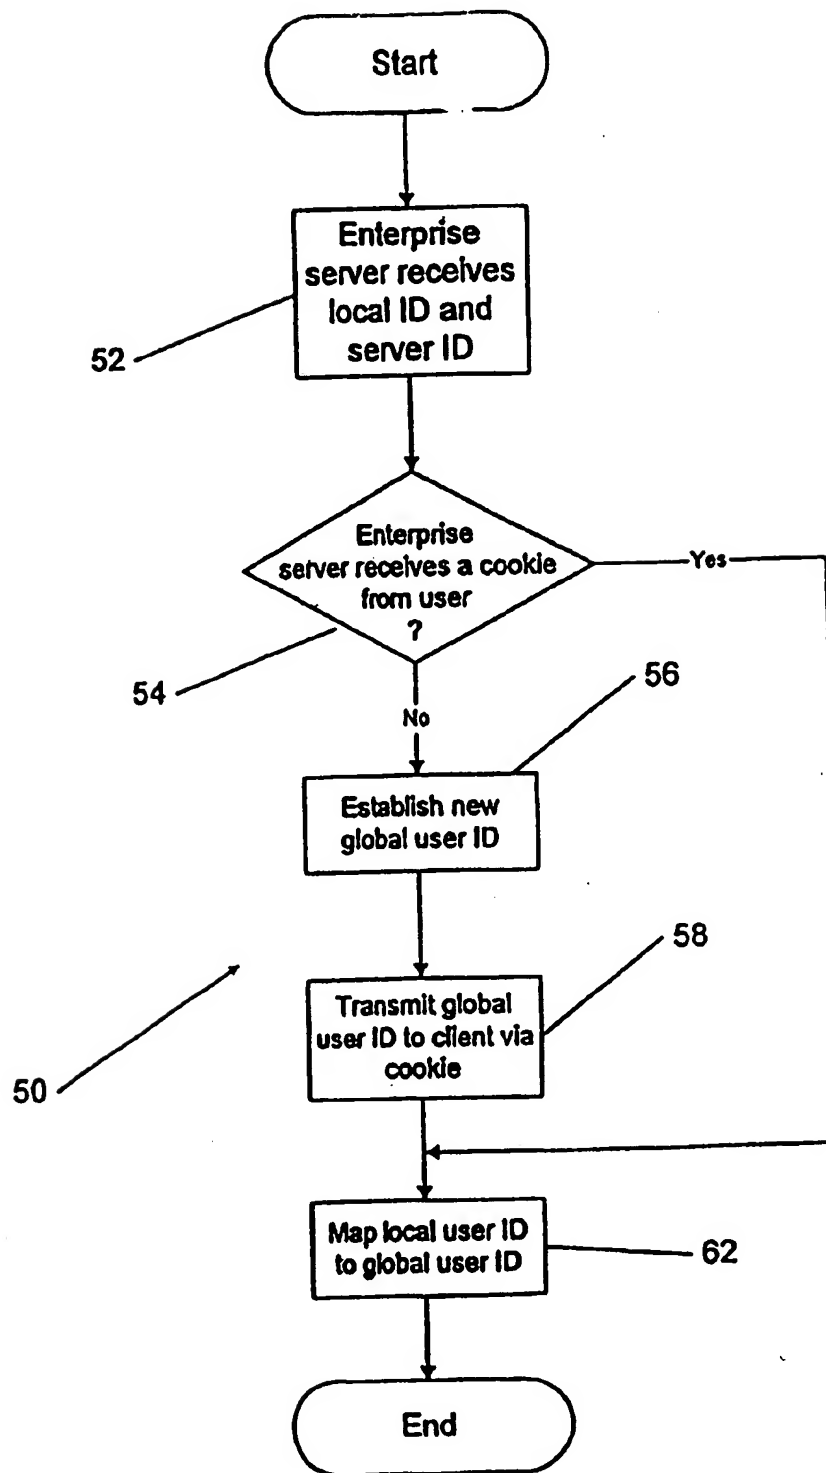 Start
Enterprise
server receives
local ID and
server ID
52
Enterprise
server receives a cookie
from user
?
Yes
54
No
56
Establish new
global user ID
58
Transmit global
user ID to client via
cookie
50
Map local user ID
to global user ID
62
End